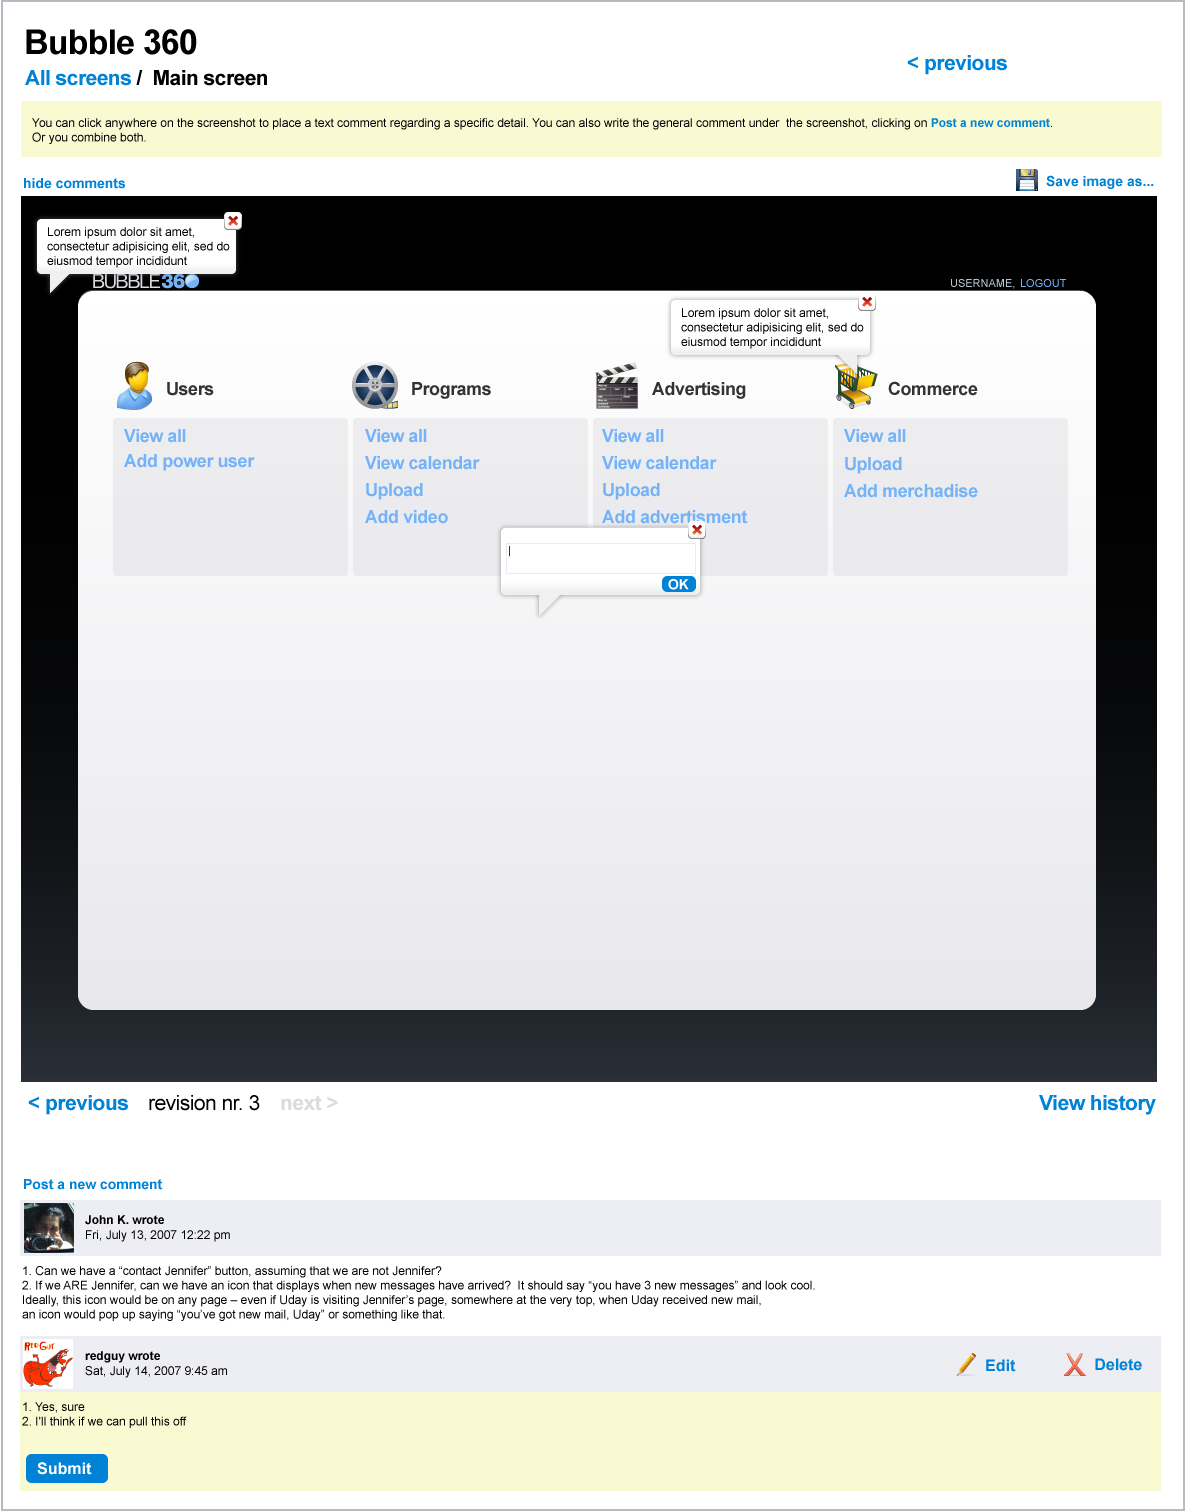 Bubble 360
All screens / Main screen
< previous
You can click anywhere on the screenshot to place a text comment regarding a specific detail. You can also write the general comment under the screenshot, clicking on Post a new comment.
Or you combine both.
hide comments
Save image as...
Lorem ipsum dolor sit amet,
consectetur adipisicing elit, sed do
eiusmod tempor incididunt
BUBBLE360
USERNAME, LOGOUT
Lorem ipsum dolor sit amet,
consectetur adipisicing elit, sed do
eiusmod tempor incididunt
Users
Programs
Advertising
Commerce
View all
Add power user
View all
View calendar
Upload
Add video
View all
View calendar
Upload
Add advertisment
View all
Upload
Add merchadise
OK
< previous revision nr. 3 next >
View history
Post a new comment
John K. wrote
Fri, July 13, 2007 12:22 pm
1. Can we have a “contact Jennifer” button, assuming that we are not Jennifer?
2. If we ARE Jennifer, can we have an icon that displays when new messages have arrived? It should say “you have 3 new messages” and look cool.
Ideally, this icon would be on any page – even if Uday is visiting Jennifer’s page, somewhere at the very top, when Uday received new mail,
an icon would pop up saying “you’ve got new mail, Uday” or something like that.
RED GUY
redguy wrote
Sat, July 14, 2007 9:45 am
Edit
Delete
1. Yes, sure
2. I'll think if we can pull this off
Submit